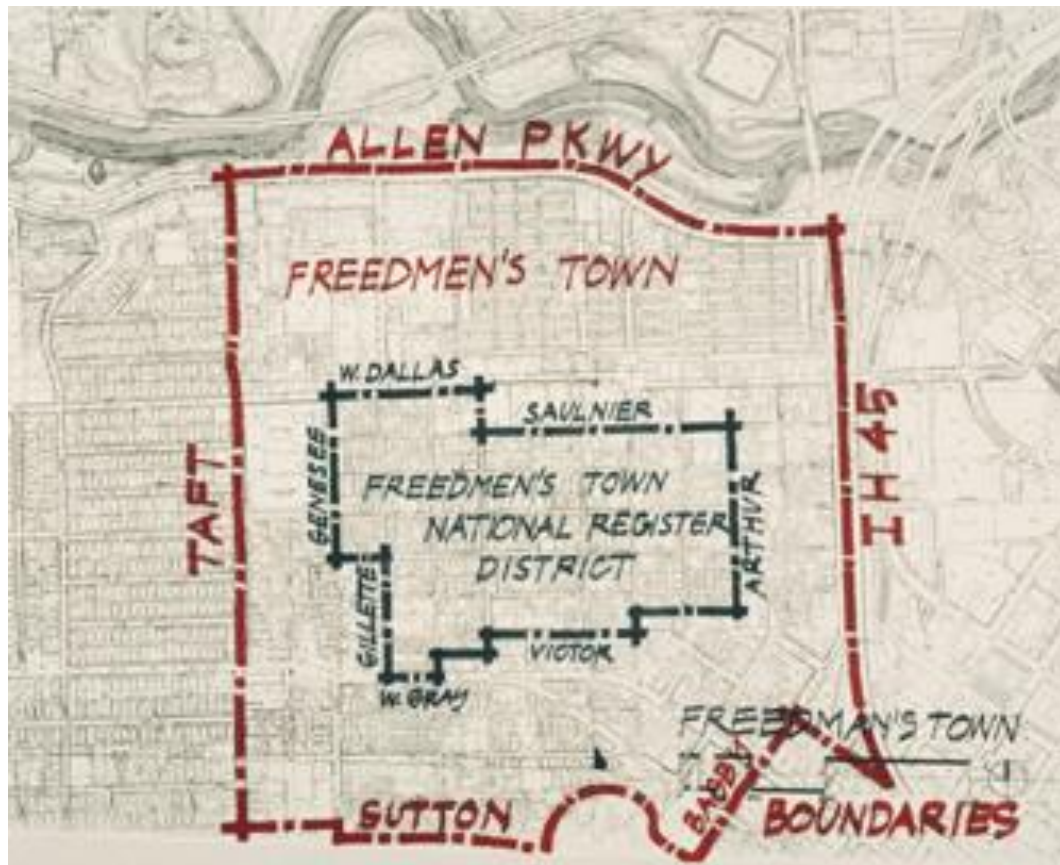 ALLEN PKWY
FREEDMEN'S TOWN
W. DALLAS
SAULNIER
GENESEE
TAFT
IH 45
FREEDMEN'S TOWN
NATIONAL REGISTER
DISTRICT
ARTHUR
GILLETTE
VICTOR
W. GRAY
FREEDMAN'S TOWN
SUTTON
BOUNDARIES